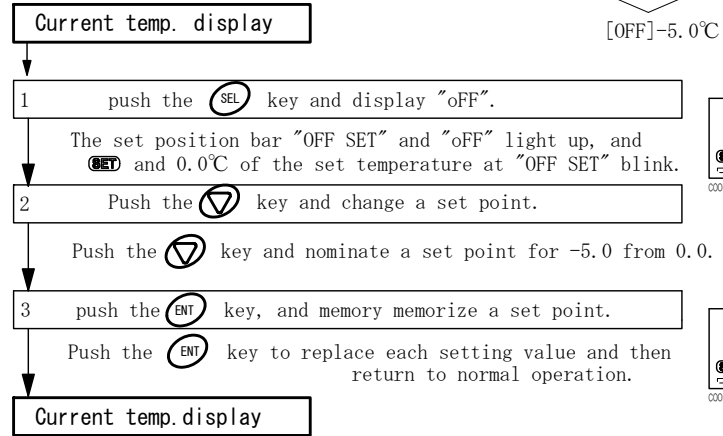 Current temp. display
[OFF]-5.0℃
1 push the SEL key and display "oFF".
The set position bar "OFF SET" and "oFF" light up, and
SET and 0.0℃ of the set temperature at "OFF SET" blink.
2 Push the key and change a set point.
Push the key and nominate a set point for -5.0 from 0.0.
3 push the ENT key, and memory memorize a set point.
Push the ENT key to replace each setting value and then
return to normal operation.
Current temp.display